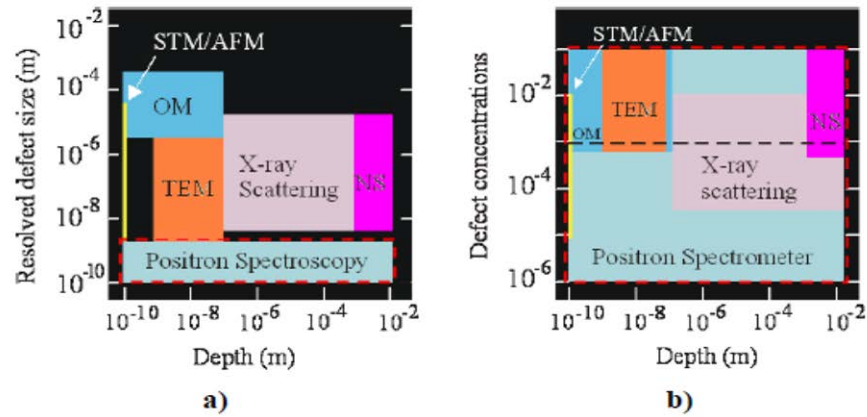 STM/AFM
OM
TEM
X-ray
Scattering
NS
Positron Spectroscopy
Resolved defect size (m)
10-2
10-4
10-6
10-8
10-10
10-10
10-8
10-6
10-4
10-2
Depth (m)
a)
STM/AFM
OM
TEM
NS
X-ray
scattering
Positron Spectrometer
Defect concentrations
10-2
10-4
10-6
10-10
10-8
10-6
10-4
10-2
Depth (m)
b)